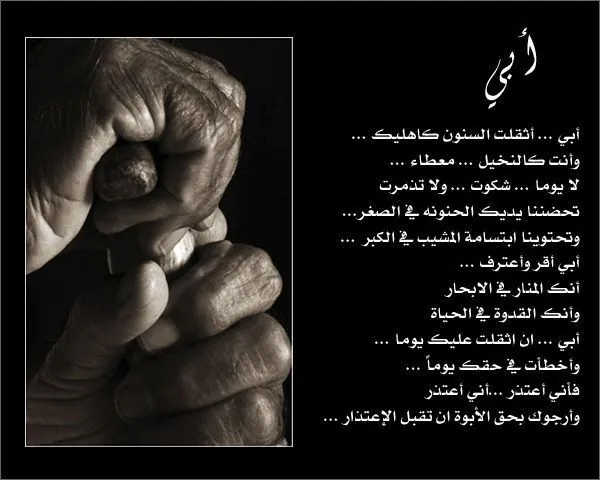 أبي
أبي ... أثقلت السنون كاهليك ...
وأنت كالنخيل ... معطاء ...
لا يوما ... شكوت ... ولا تذمرت
تحضننا يديك الحنونه في الصغر...
وتحتوينا ابتسامة المشيب في الكبر ...
أبي أقر وأعترف ...
أنك المنار في الابحار
وأنك القدوة في الحياة
أبي ... ان اثقلت عليك يوما ...
وأخطأت في حقك يوماً ...
فأني أعتذر ...أني أعتذر
وأرجوك بحق الأبوة ان تقبل الإعتذار ...